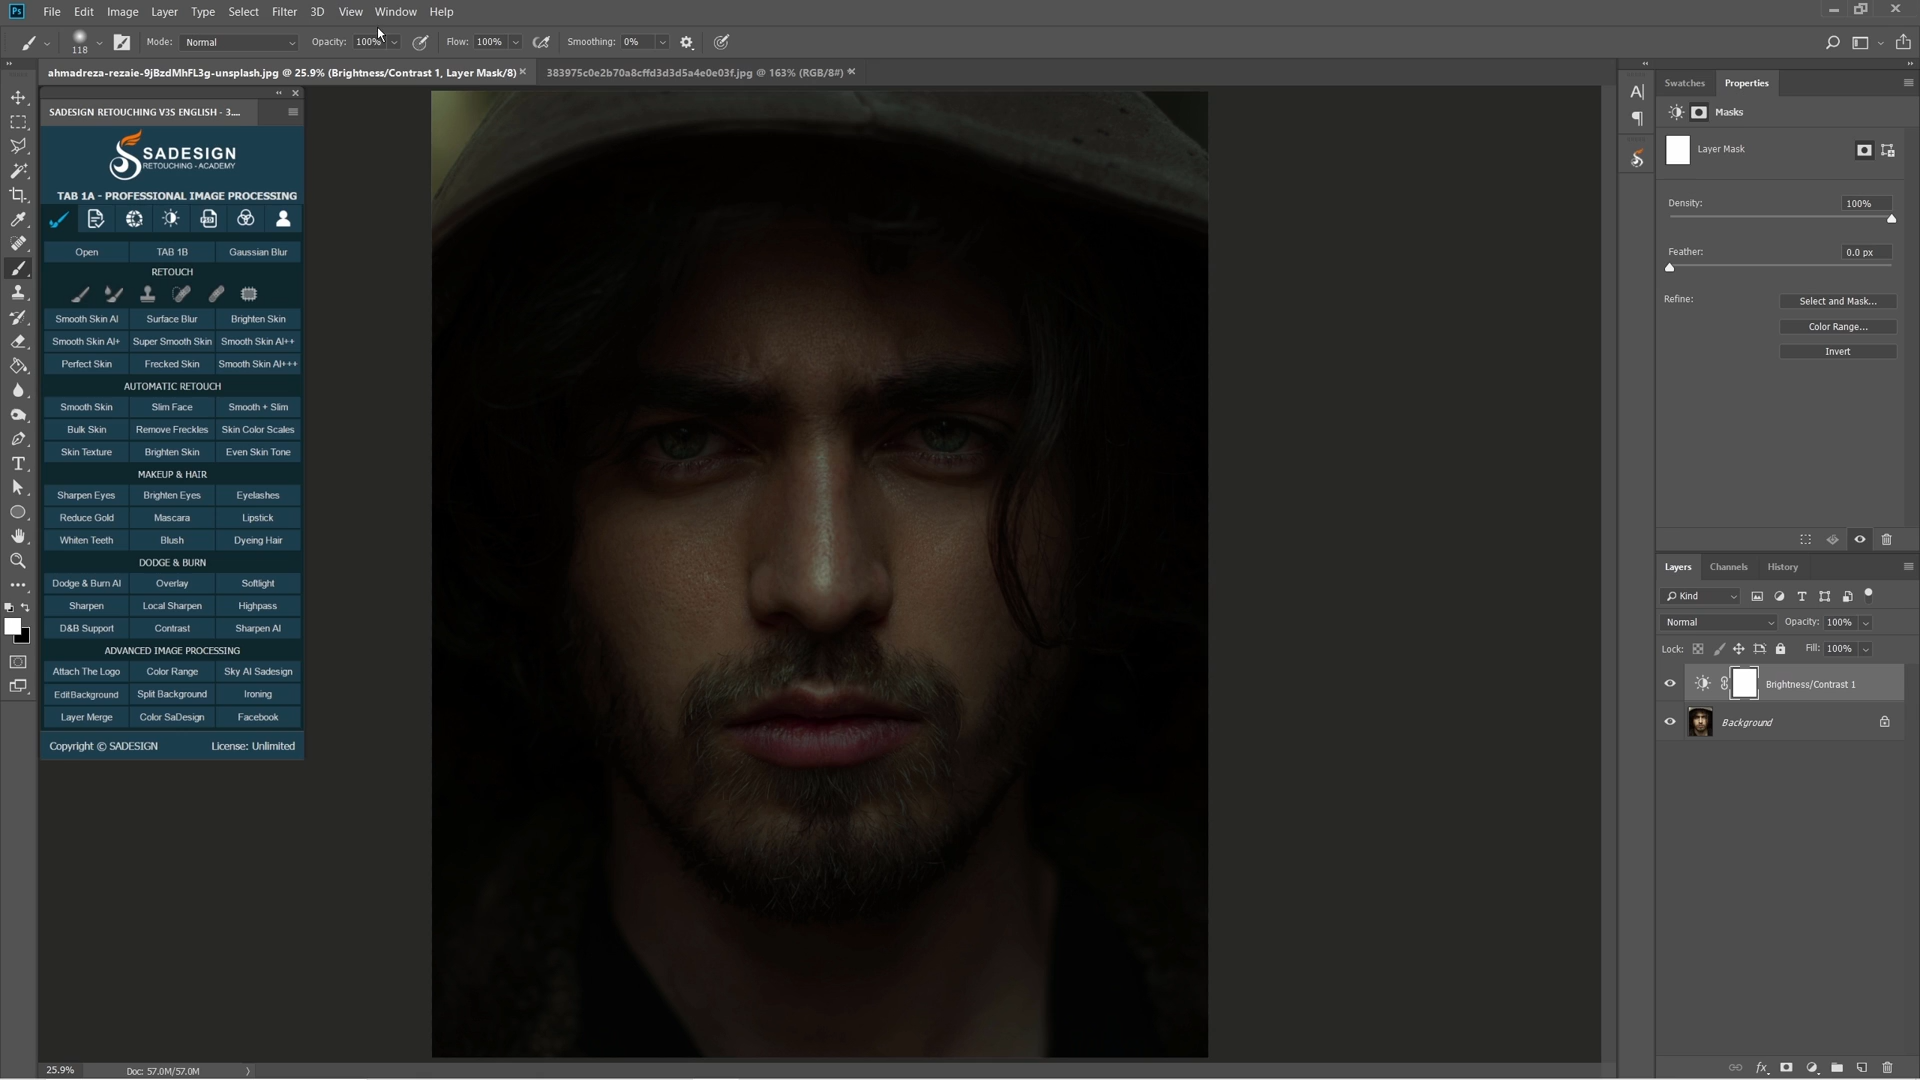 Ps File Edit Image Layer Type Select Filter 3D View Window Help
118 Mode: Normal Opacity: 100% Flow: 100% Smoothing: 0%
ahmadreza-rezaie-9jBzdMhFL3g-unsplash.jpg @ 25.9% (Brightness/Contrast 1, Layer Mask/8) 383975c0e2b70a8cffd3d3d5a4e0e03f.jpg @ 163% (RGB/8#)
SADESIGN RETOUCHING V3S ENGLISH - 3....
SADESIGN
RETOUCHING - ACADEMY
TAB 1A - PROFESSIONAL IMAGE PROCESSING
PSD
Open TAB 1B Gaussian Blur
RETOUCH
Smooth Skin AI Surface Blur Brighten Skin
Smooth Skin AI+ Super Smooth Skin Smooth Skin AI++
Perfect Skin Frecked Skin Smooth Skin AI+++
AUTOMATIC RETOUCH
Smooth Skin Slim Face Smooth + Slim
Bulk Skin Remove Freckles Skin Color Scales
Skin Texture Brighten Skin Even Skin Tone
MAKEUP & HAIR
Sharpen Eyes Brighten Eyes Eyelashes
Reduce Gold Mascara Lipstick
Whiten Teeth Blush Dyeing Hair
DODGE & BURN
Dodge & Burn AI Overlay Softlight
Sharpen Local Sharpen Highpass
D&B Support Contrast Sharpen AI
ADVANCED IMAGE PROCESSING
Attach The Logo Color Range Sky AI Sadesign
EditBackground Split Background Ironing
Layer Merge Color SaDesign Facebook
Copyright © SADESIGN License: Unlimited
25.9% Doc: 57.0M/57.0M
Swatches Properties
Masks
Layer Mask
Density: 100%
Feather: 0.0 px
Refine: Select and Mask...
Color Range...
Invert
Layers Channels History
Kind
Normal Opacity: 100%
Lock: Fill: 100%
Brightness/Contrast 1
Background
fx